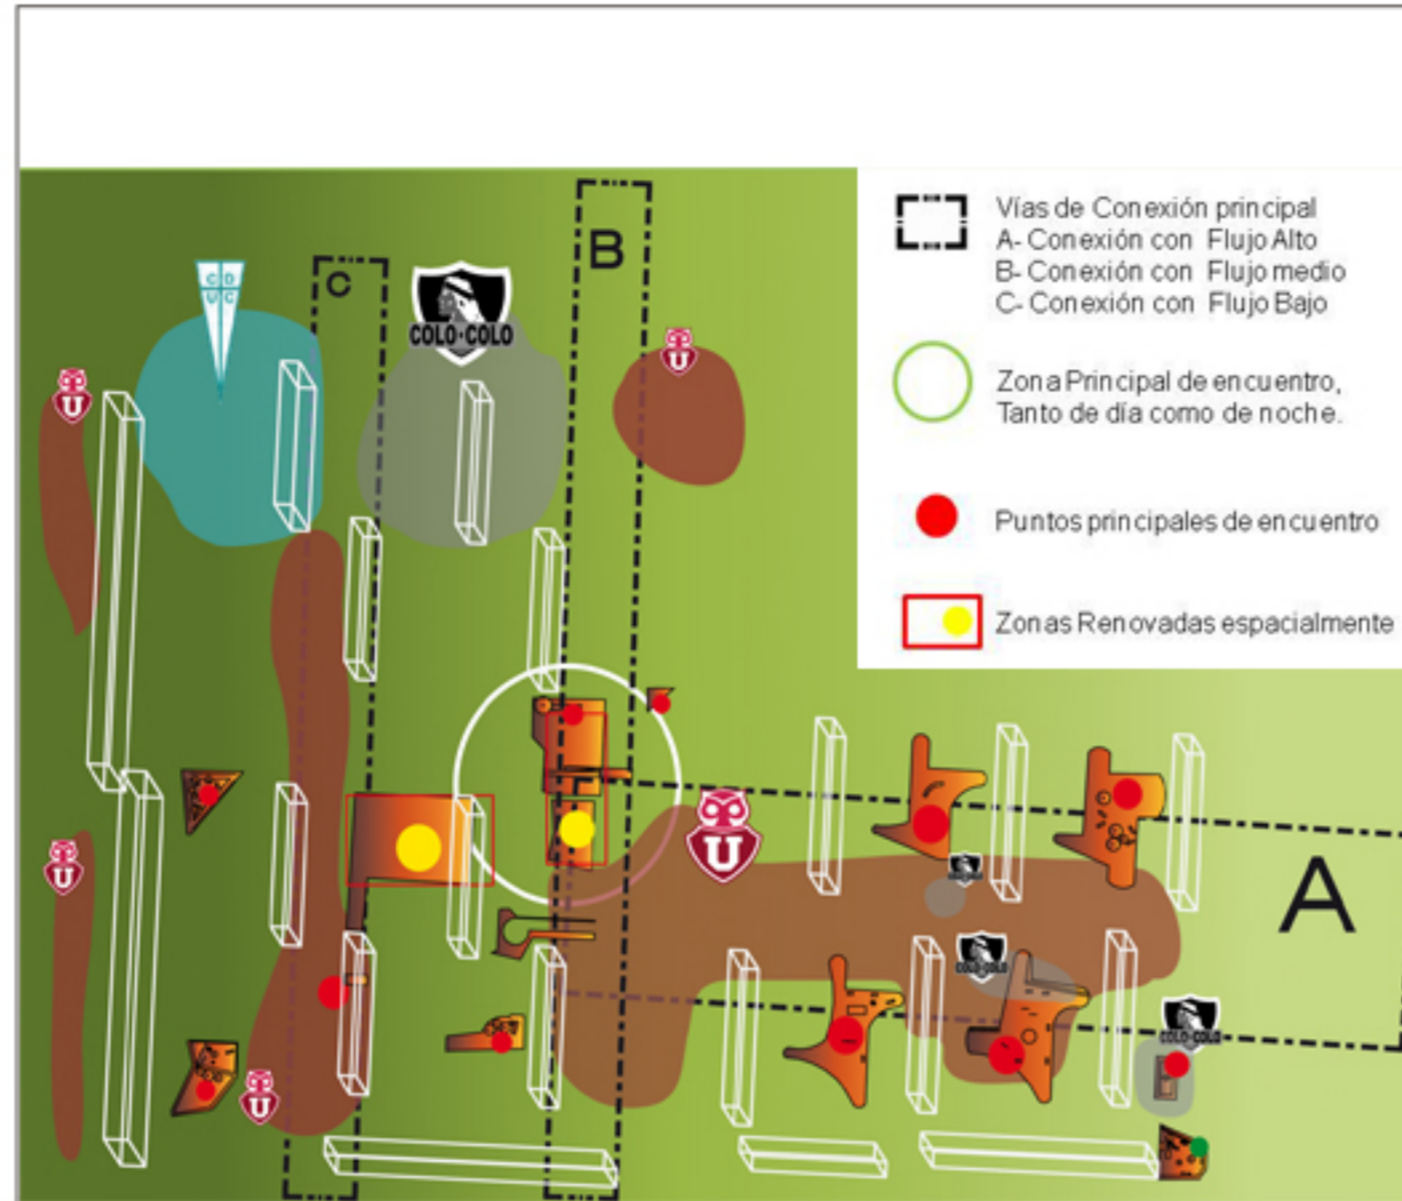 Vías de Conexión principal
A- Conexión con Flujo Alto
B- Conexión con Flujo medio
C- Conexión con Flujo Bajo
Zona Principal de encuentro,
Tanto de día como de noche.
Puntos principales de encuentro
Zonas Renovadas espacialmente
B
C
C D
U C
COLO·COLO
U
U
U
U
A
COLO·COLO
COLO·COLO
U